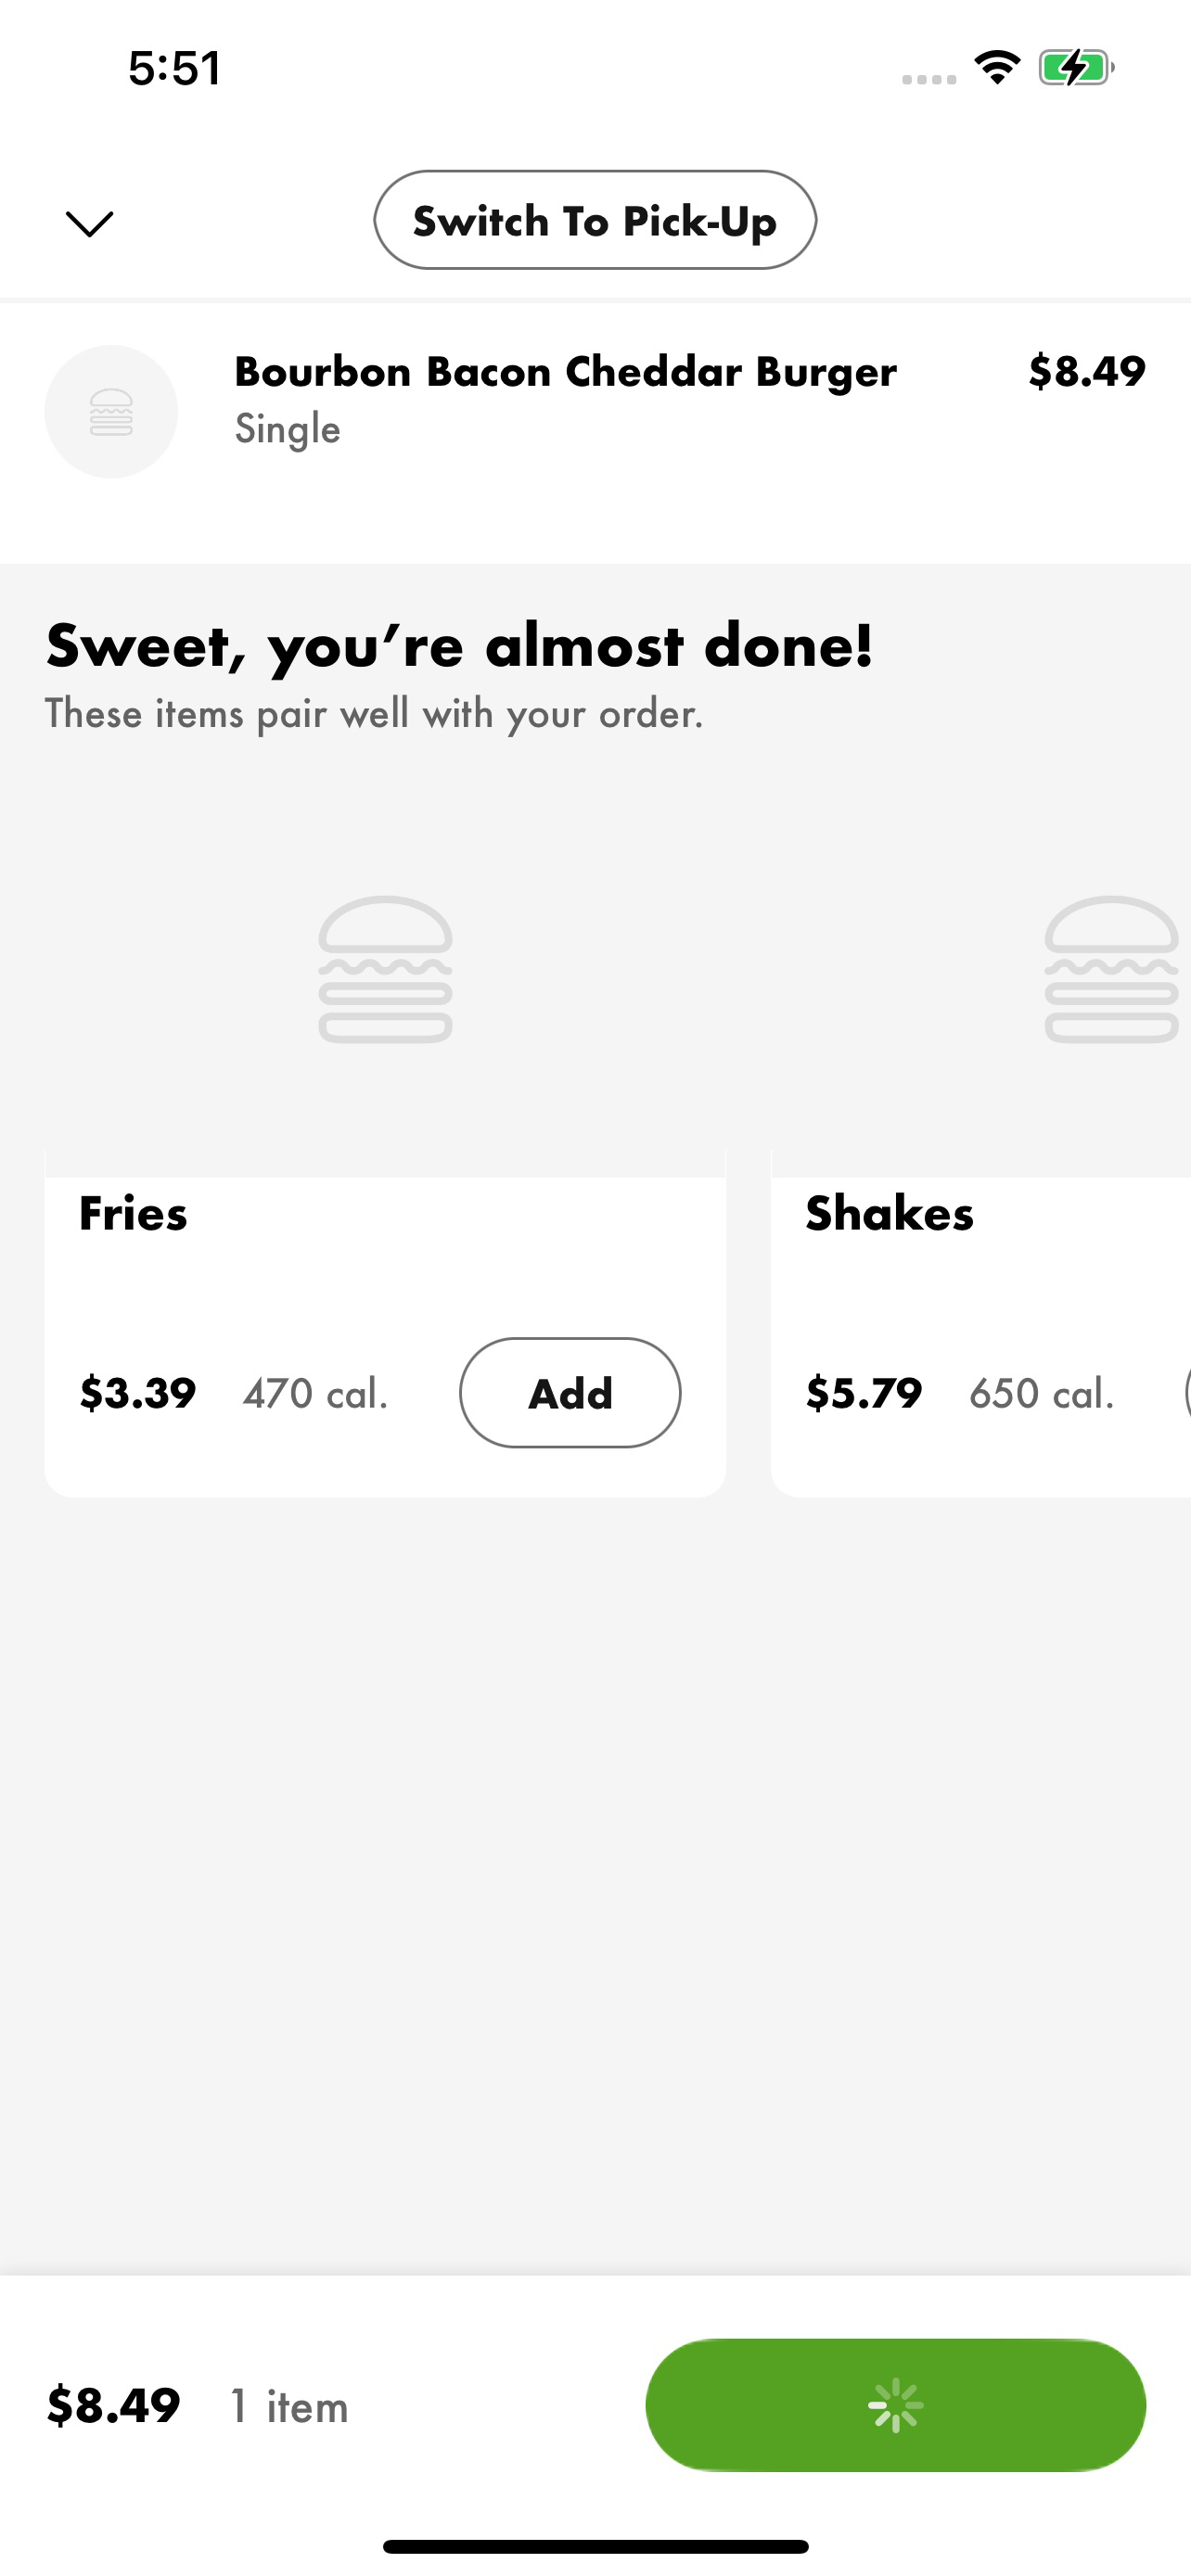 5:51
Switch To Pick-Up
Bourbon Bacon Cheddar Burger $8.49
Single
Sweet, you’re almost done!
These items pair well with your order.
Fries
$3.39 470 cal. Add
Shakes
$5.79 650 cal.
$8.49 1 item